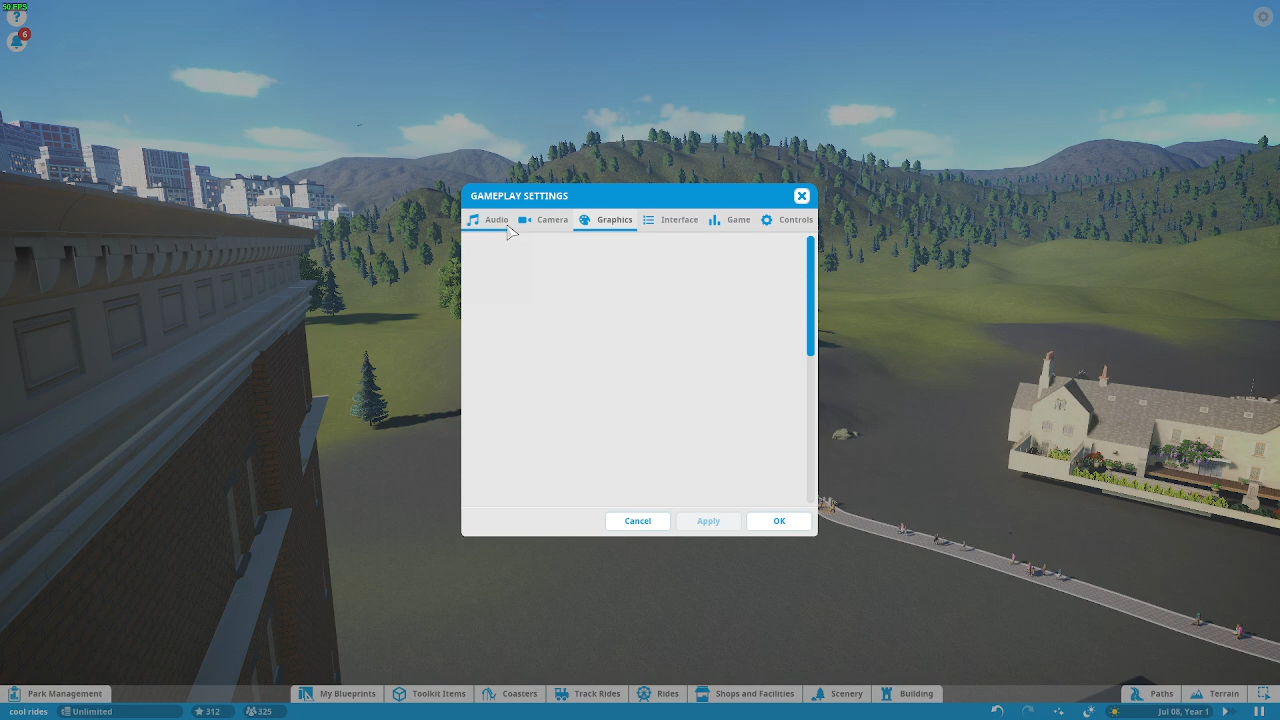 50 FPS
?
6
GAMEPLAY SETTINGS
Audio Camera Graphics Interface Game Controls
Cancel Apply OK
Park Management My Blueprints Toolkit Items Coasters Track Rides Rides Shops and Facilities Scenery Building Paths Terrain
cool rides Unlimited 312 325 Jul 08, Year 1